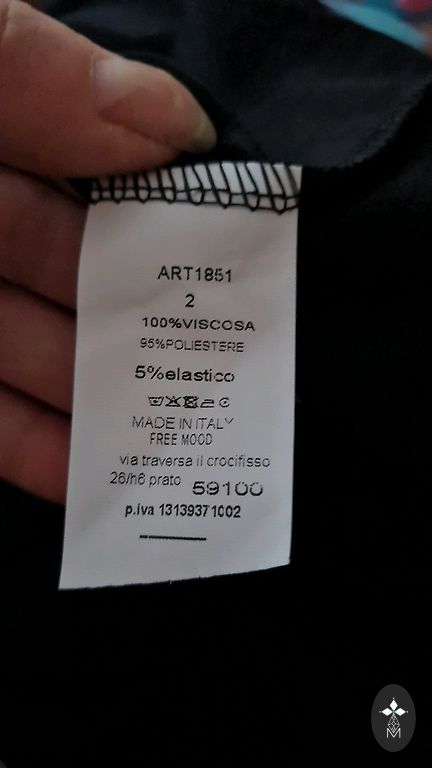 ART1851
2
100%VISCOSA
95%POLIESTERE
5%elastico
MADE IN ITALY
FREE MOOD
via traversa il crocifisso
26/h6 prato 59100
p.iva 13139371002
M